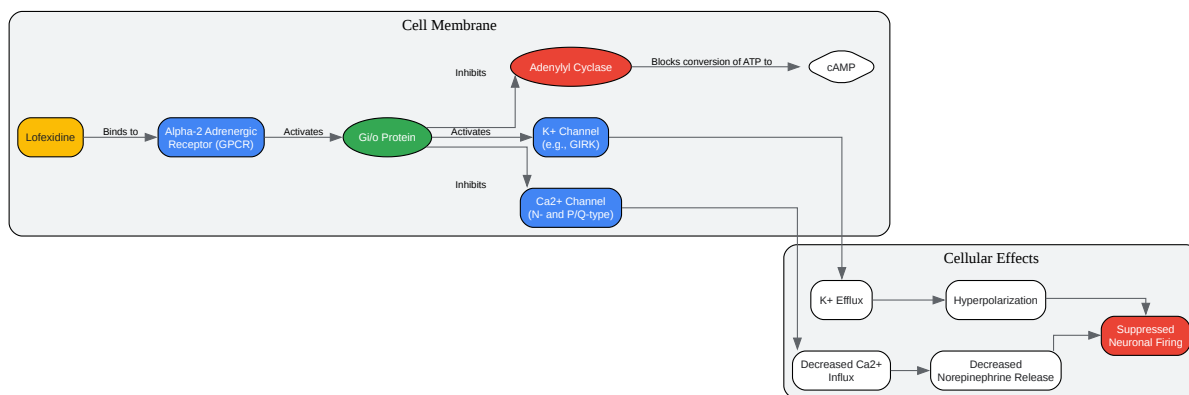 Cell Membrane
Inhibits
Adenylyl Cyclase
Blocks conversion of ATP to
cAMP
Lofexidine
Binds to
Alpha-2 Adrenergic
Receptor (GPCR)
Activates
Gi/o Protein
Activates
K+ Channel
(e.g., GIRK)
Inhibits
Ca2+ Channel
(N- and P/Q-type)
Cellular Effects
K+ Efflux
Hyperpolarization
Suppressed
Neuronal Firing
Decreased Ca2+
Influx
Decreased
Norepinephrine Release